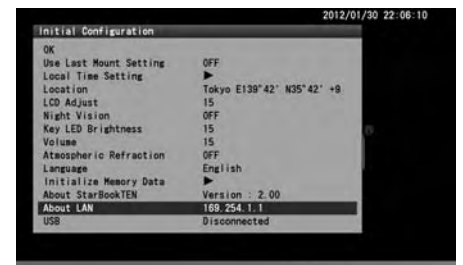 2012/01/30 22:06:10
Initial Configuration
OK
Use Last Mount Setting OFF
Local Time Setting ▶
Location Tokyo E139°42' N35°42' +9
LCD Adjust 15
Night Vision OFF
Key LED Brightness 15
Volume 15
Atmospheric Refraction OFF
Language English
Initialize Memory Data ▶
About StarBookTEN Version : 2.00
About LAN 169.254.1.1
USB Disconnected